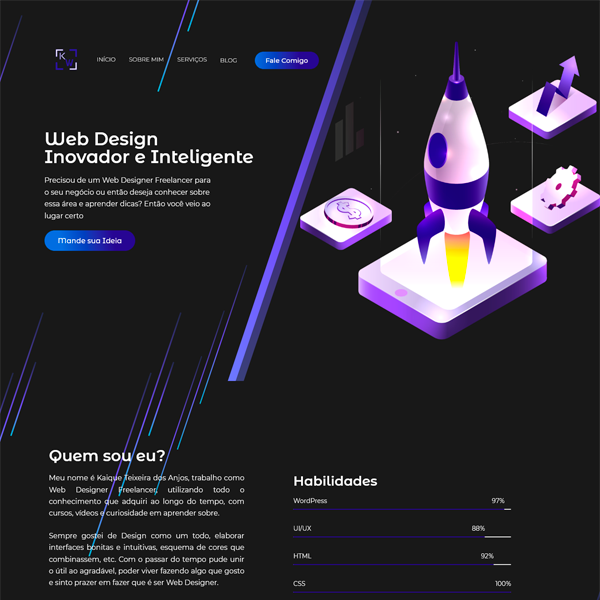 K
INÍCIO
SOBRE MIM
SERVIÇOS
BLOG
Fale Comigo
Web Design
Inovador e Inteligente
Precisou de um Web Designer Freelancer para
o seu negócio ou então deseja conhecer sobre
essa área e aprender dicas? Então você veio ao
lugar certo
Mande sua Ideia
Quem sou eu?
Meu nome é Kaique Teixeira dos Anjos, trabalho como
Web Designer Freelancer, utilizando todo o
conhecimento que adquiri ao longo do tempo, com
cursos, vídeos e curiosidade em aprender sobre.
Sempre gostei de Design como um todo, elaborar
interfaces bonitas e intuitivas, esquema de cores que
combinassem, etc. Com o passar do tempo pude unir
o útil ao agradável, poder viver fazendo algo que gosto
e sinto prazer em fazer que é ser Web Designer.
Habilidades
WordPress 97%
UI/UX 88%
HTML 92%
CSS 100%